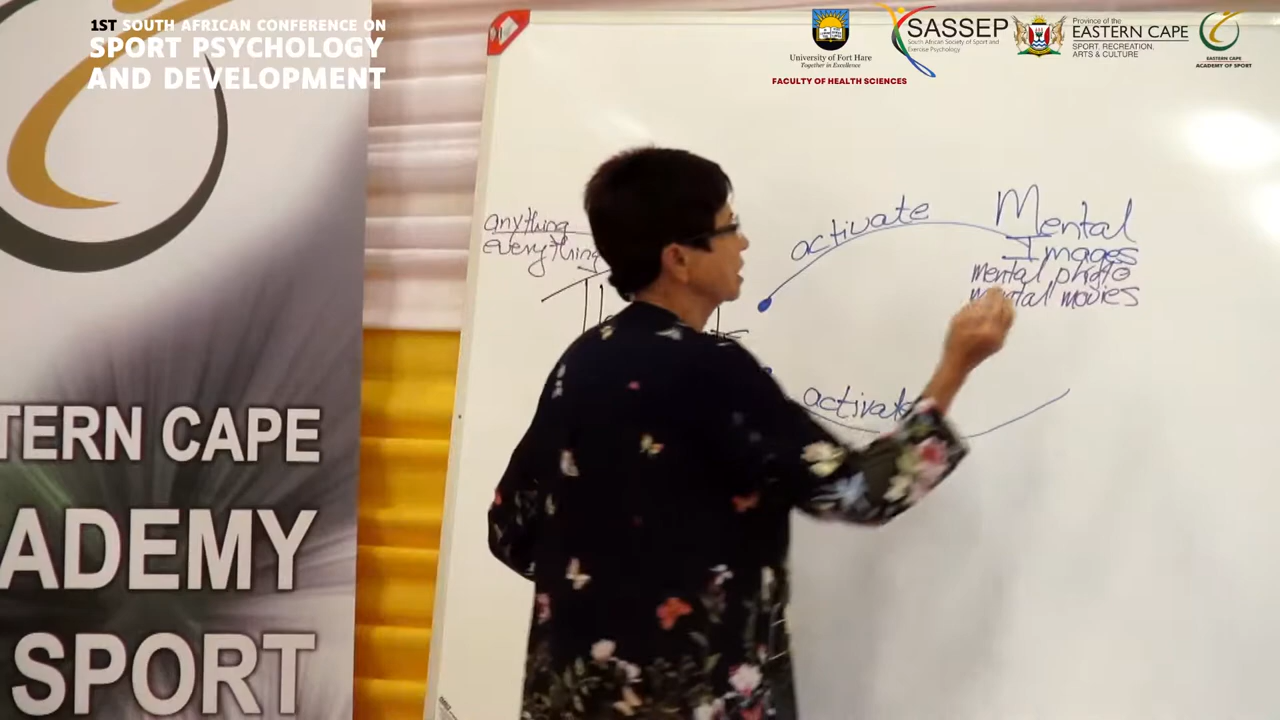 1ST SOUTH AFRICAN CONFERENCE ON
SPORT PSYCHOLOGY
AND DEVELOPMENT
University of Fort Hare
Together in Excellence
FACULTY OF HEALTH SCIENCES
SASSEP
South African Society of Sport and
Exercise Psychology
Province of the
EASTERN CAPE
SPORT, RECREATION,
ARTS & CULTURE
EASTERN CAPE
ACADEMY OF SPORT
TERN CAPE
ADEMY
SPORT
anything
everything
activate
Mental
Images
mental photo
mental movies
activate